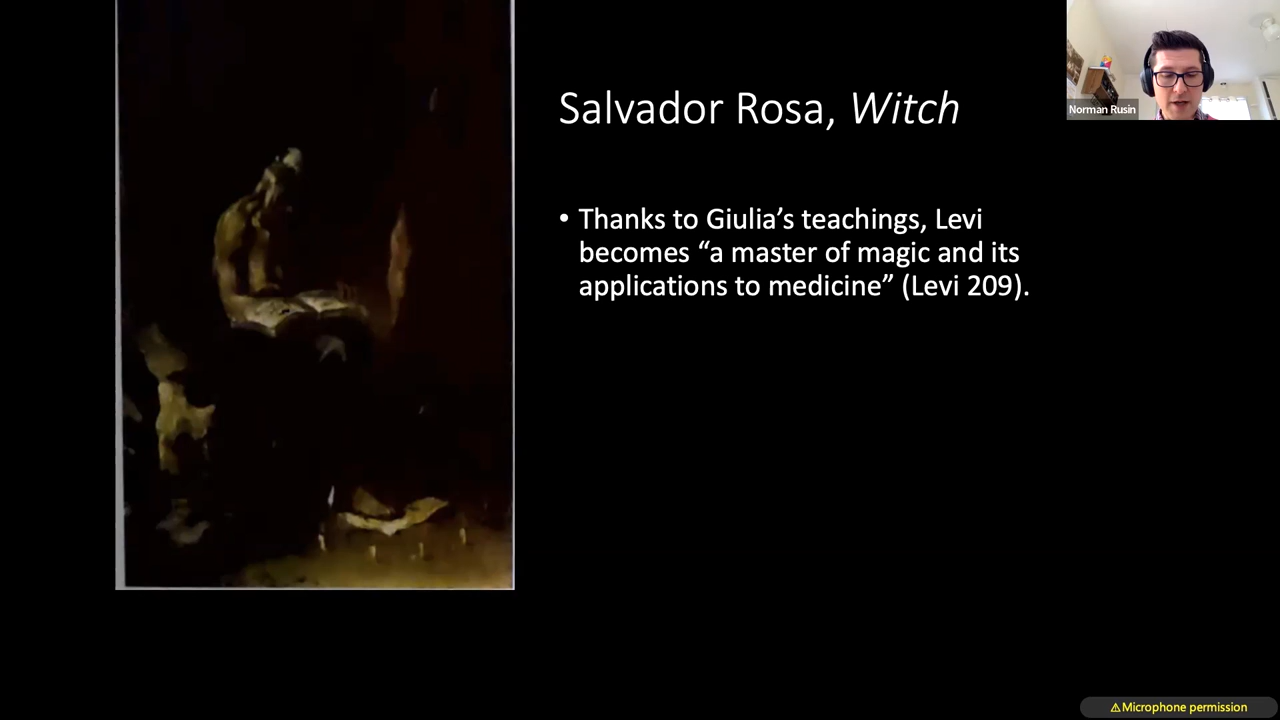 Salvador Rosa, Witch
• Thanks to Giulia’s teachings, Levi
becomes “a master of magic and its
applications to medicine” (Levi 209).
Norman Rusin
⚠Microphone permission